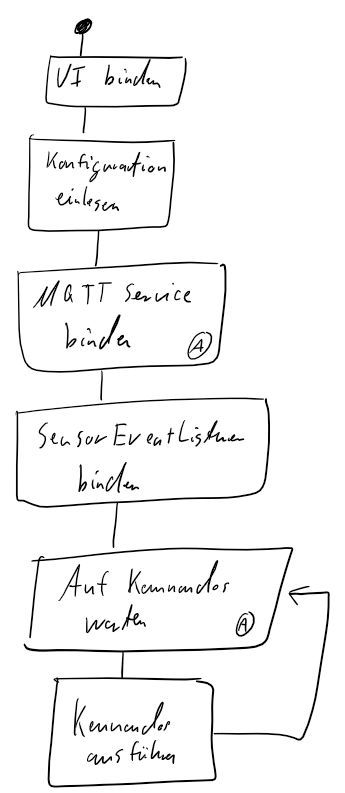 UI binden
Konfiguration
einlesen
MQTT Service
binden
A
SensorEventListener
binden
Auf Kommandos
warten
A
Kommandos
ausführen